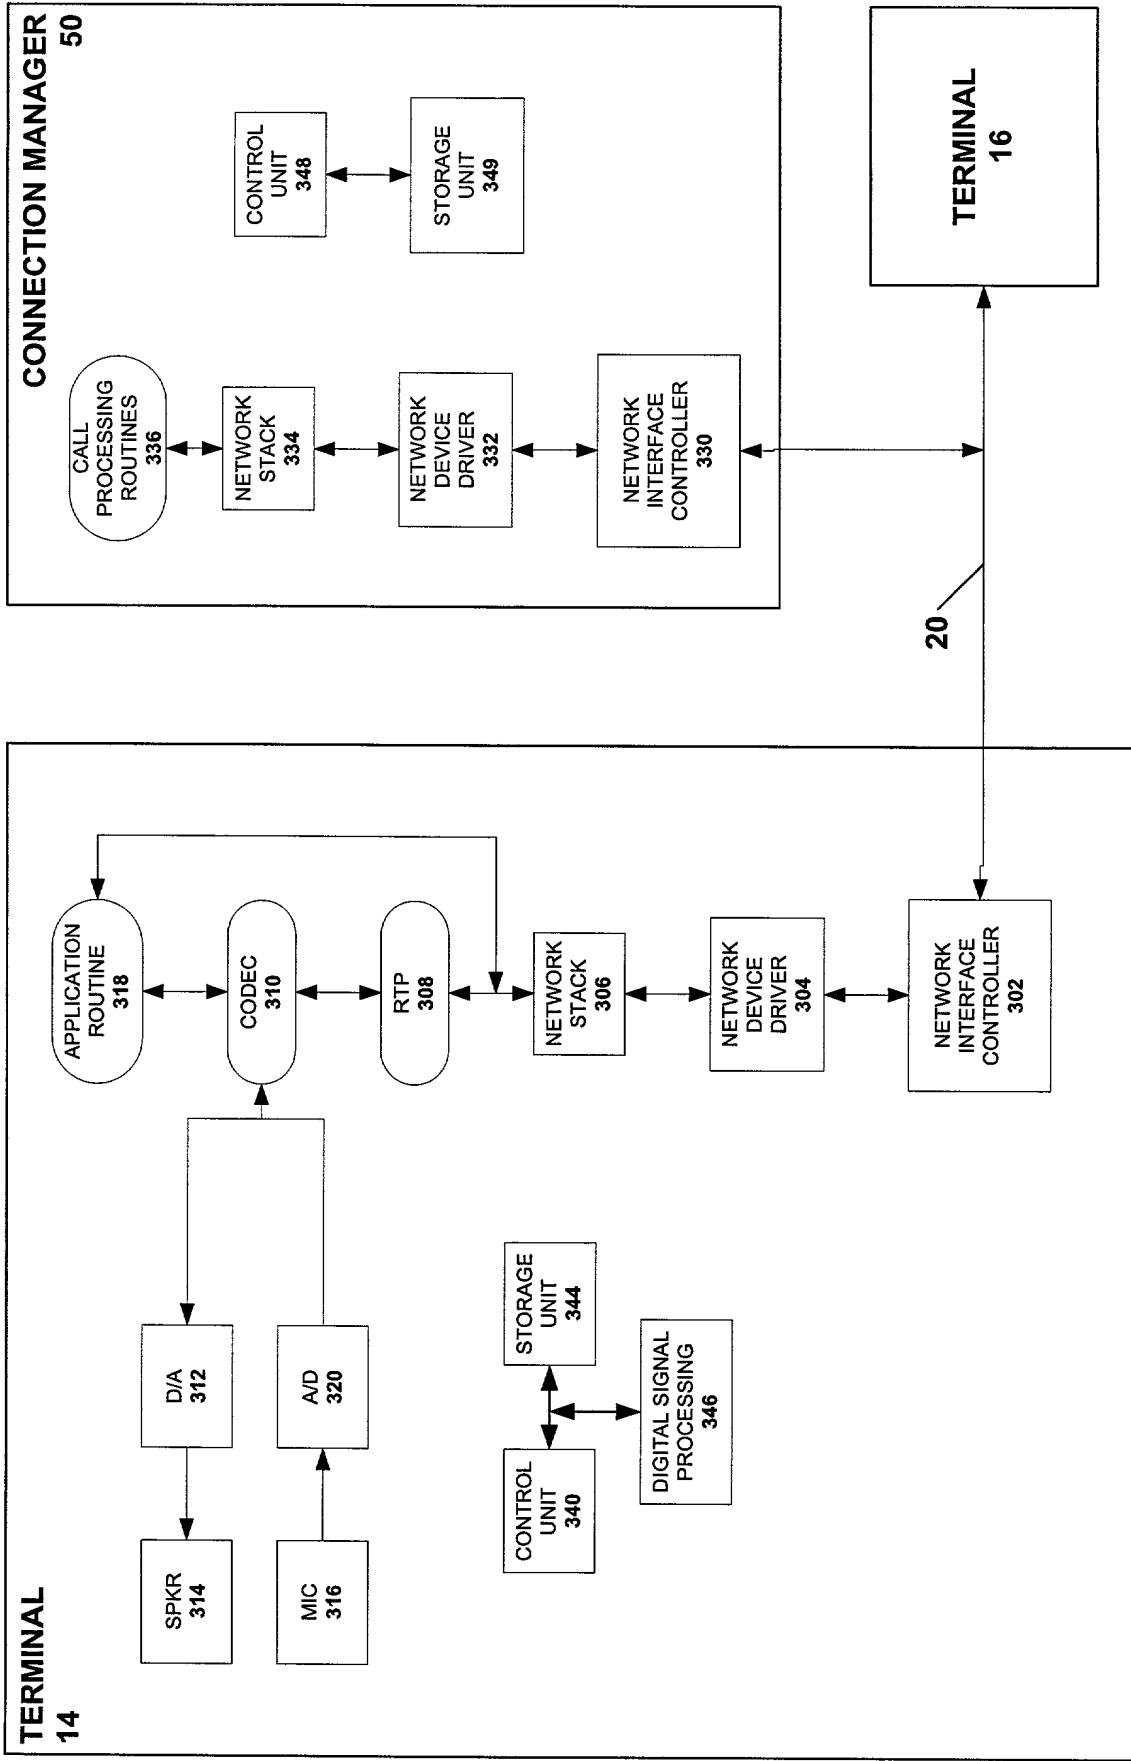 TERMINAL
14
SPKR
314
D/A
312
MIC
316
A/D
320
APPLICATION
ROUTINE
318
CODEC
310
RTP
308
NETWORK
STACK
306
NETWORK
DEVICE
DRIVER
304
NETWORK
INTERFACE
CONTROLLER
302
CONTROL
UNIT
340
STORAGE
UNIT
344
DIGITAL SIGNAL
PROCESSING
346
CONNECTION MANAGER
50
CALL
PROCESSING
ROUTINES
336
NETWORK
STACK
334
NETWORK
DEVICE
DRIVER
332
NETWORK
INTERFACE
CONTROLLER
330
CONTROL
UNIT
348
STORAGE
UNIT
349
20
TERMINAL
16